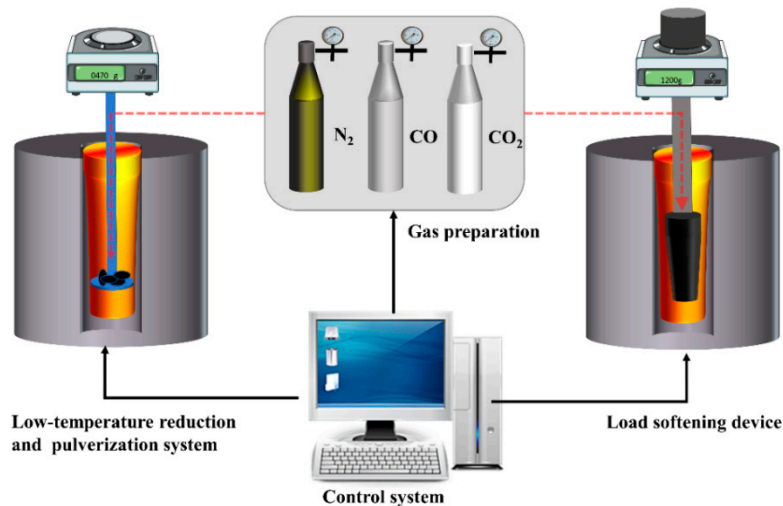 0470 g
1200g
N₂
CO
CO₂
Gas preparation
Low-temperature reduction
and pulverization system
Load softening device
Control system